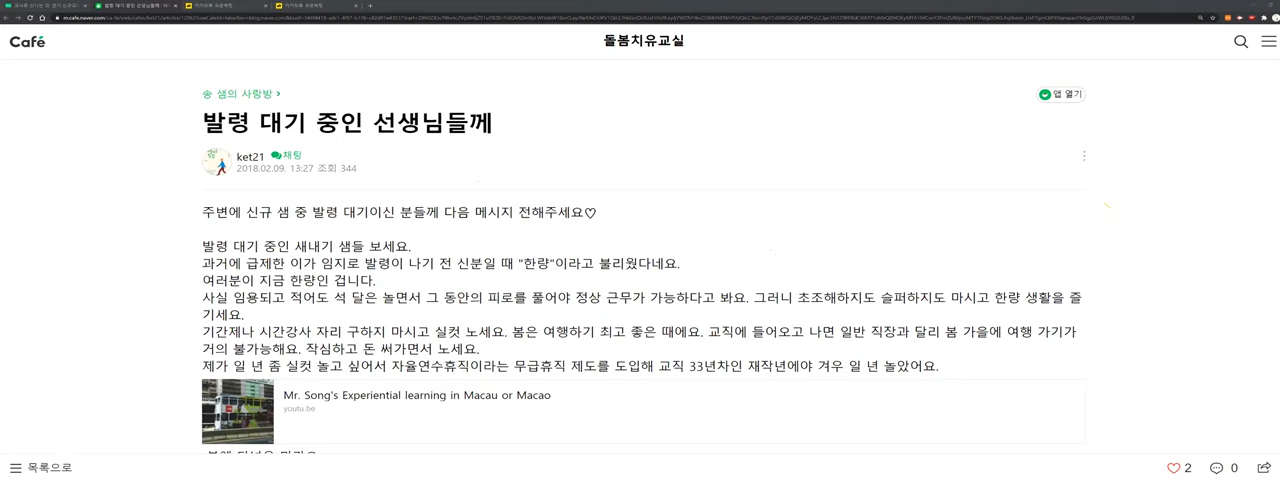 Café
돌봄치유교실
송 샘의 사랑방 >
앱 열기
발령 대기 중인 선생님들께
ket21 채팅
2018.02.09. 13:27 조회 344
주변에 신규 샘 중 발령 대기이신 분들께 다음 메시지 전해주세요♡
발령 대기 중인 새내기 샘들 보세요.
과거에 급제한 이가 임지로 발령이 나기 전 신분일 때 "한량"이라고 불리웠다네요.
여러분이 지금 한량인 겁니다.
사실 임용되고 적어도 석 달은 놀면서 그 동안의 피로를 풀어야 정상 근무가 가능하다고 봐요. 그러니 초조해하지도 슬퍼하지도 마시고 한량 생활을 즐
기세요.
기간제나 시간강사 자리 구하지 마시고 실컷 노세요. 봄은 여행하기 최고 좋은 때에요. 교직에 들어오고 나면 일반 직장과 달리 봄 가을에 여행 가기가
거의 불가능해요. 작심하고 돈 써가면서 노세요.
제가 일 년 좀 실컷 놀고 싶어서 자율연수휴직이라는 무급휴직 제도를 도입해 교직 33년차인 재작년에야 겨우 일 년 놀았어요.
Mr. Song's Experiential learning in Macau or Macao
youtu.be
목록으로
2
0